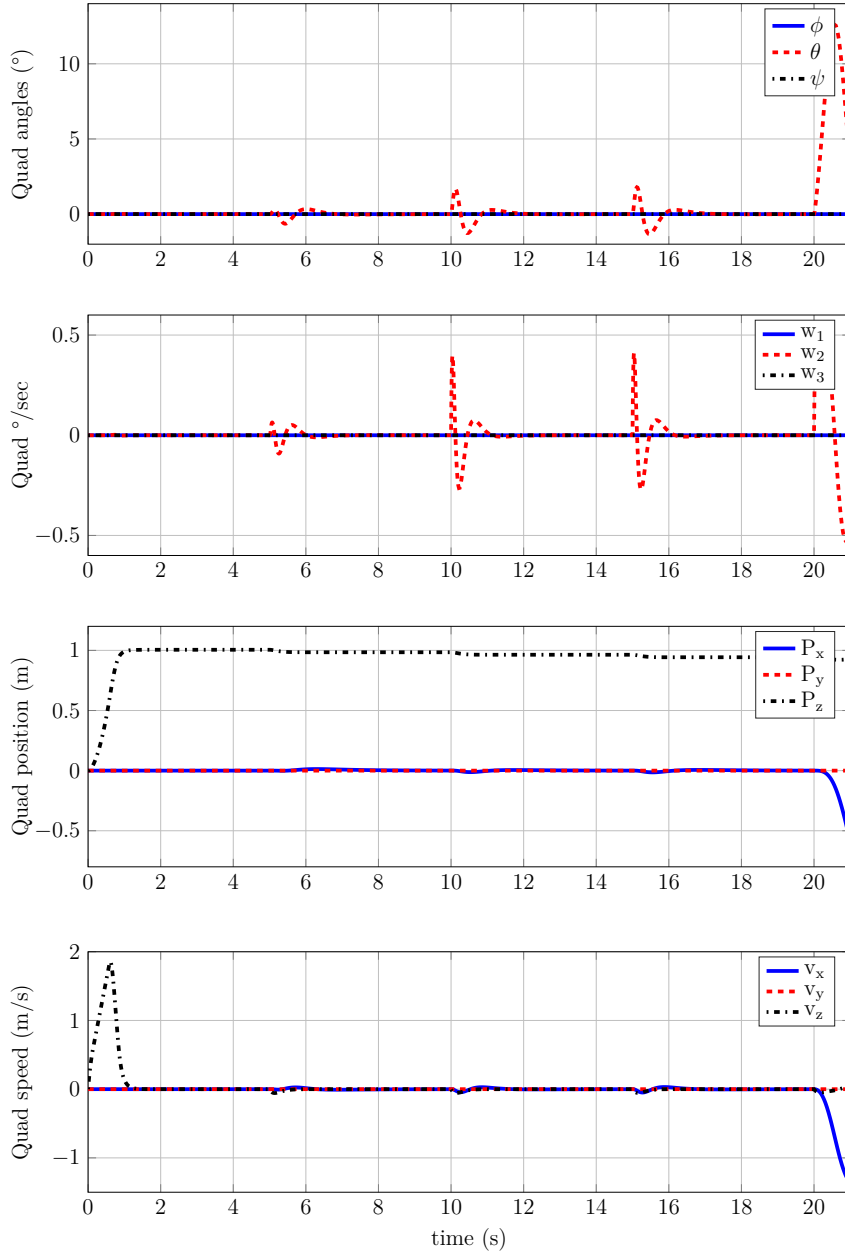 Quad angles (°)
10
5
0
ϕ
θ
ψ
0 2 4 6 8 10 12 14 16 18 20
Quad °/sec
0.5
0
−0.5
w1
w2
w3
0 2 4 6 8 10 12 14 16 18 20
Quad position (m)
1
0.5
0
−0.5
Px
Py
Pz
0 2 4 6 8 10 12 14 16 18 20
Quad speed (m/s)
2
1
0
−1
vx
vy
vz
0 2 4 6 8 10 12 14 16 18 20
time (s)